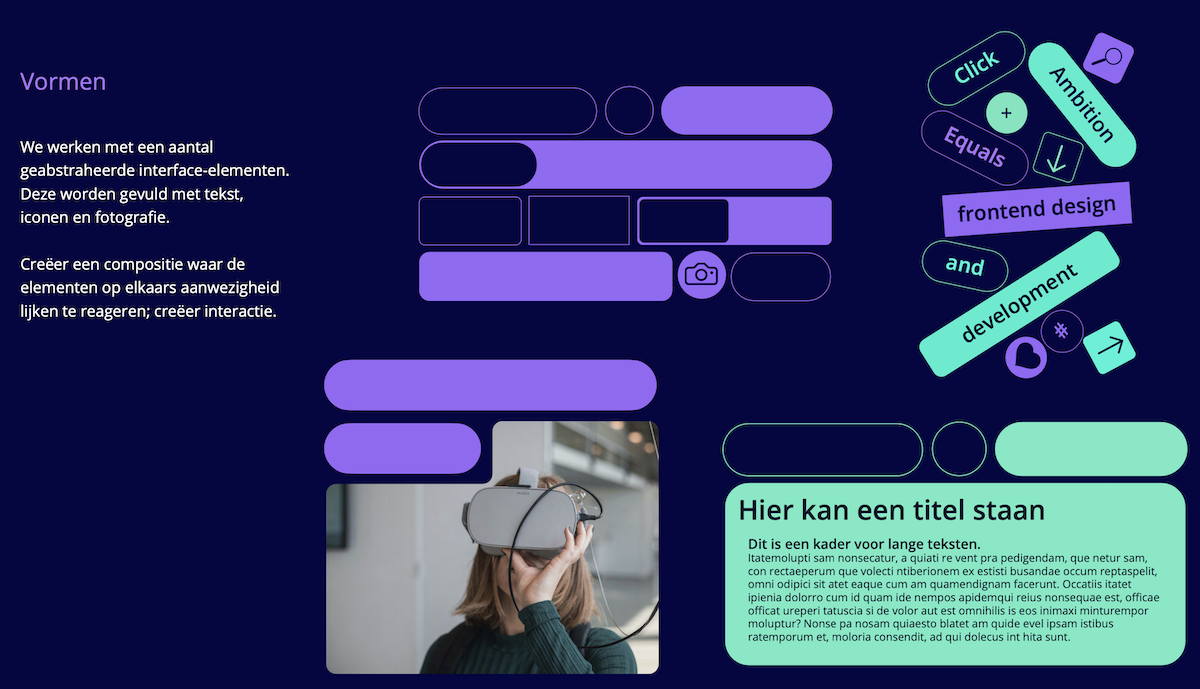 Vormen
We werken met een aantal
geabstraheerde interface-elementen.
Deze worden gevuld met tekst,
iconen en fotografie.
Creëer een compositie waar de
elementen op elkaars aanwezigheid
lijken te reageren; creëer interactie.
Click
Ambition
+
Equals
frontend design
and
development
#
Hier kan een titel staan
Dit is een kader voor lange teksten.
Itatemolupti sam nonsecatur, a quiati re vent pra pedigendam, que netur sam,
con rectaeperum que volecti ntiberionem ex estisti busandae occum reptaspelit,
omni odipici sit atet eaque cum am quamendignam facerunt. Occatiis itatet
ipienia dolorro cum id quam ide nempos apidemqui reius nonsequae est, officae
officat ureperi tatuscia si de volor aut est omnihilis is eos inimaxi minturempor
moluptur? Nonse pa nosam quiaesto blatet am quide evel ipsam istibus
ratemporum et, moloria consendit, ad qui dolecus int hita sunt.